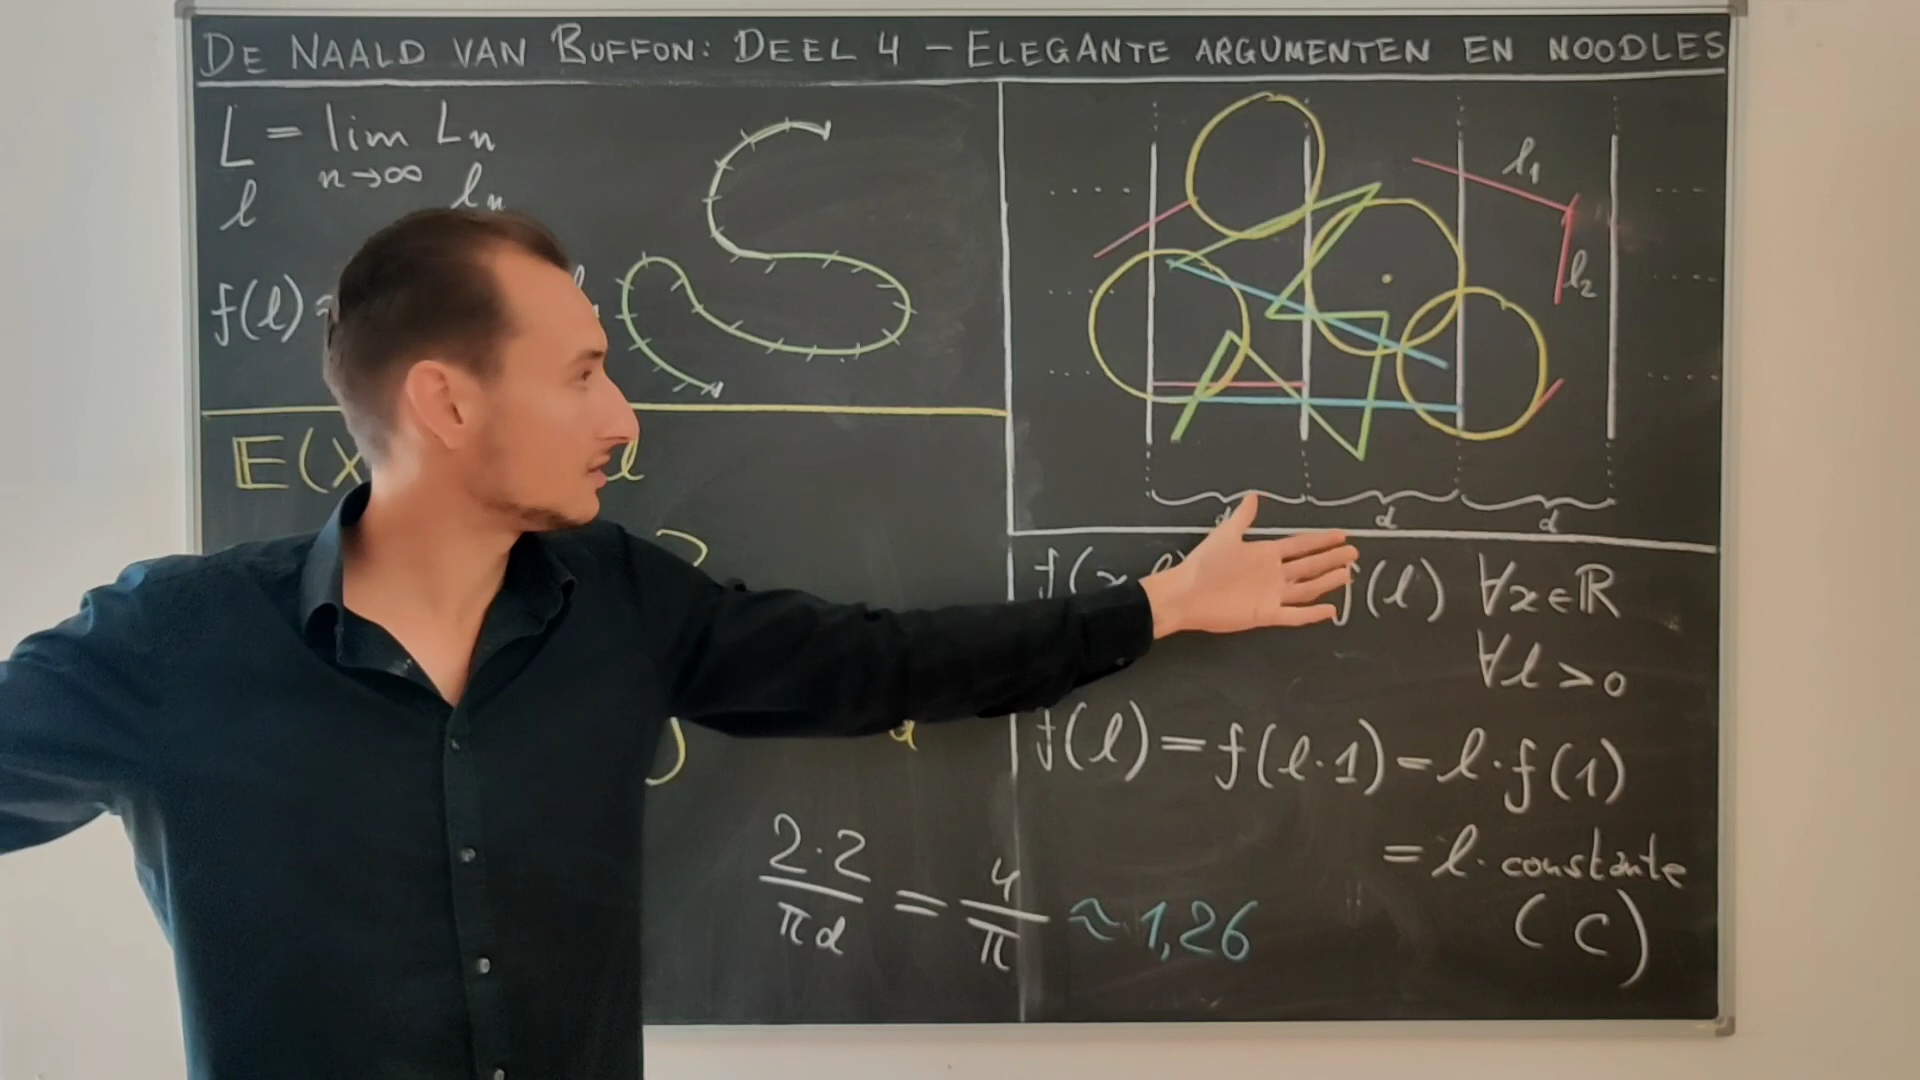 DE NAALD VAN BUFFON: DEEL 4 – ELEGANTE ARGUMENTEN EN NOODLES
L = lim Ln
n→∞
l ln
f(l)
E(X l
l1
l2
d d
f(x·l) f(l) ∀x∈ℝ
∀l>0
f(l)=f(l·1)=l·f(1)
= l·constante
(c)
2·2/πd = 4/π ≈ 1,26